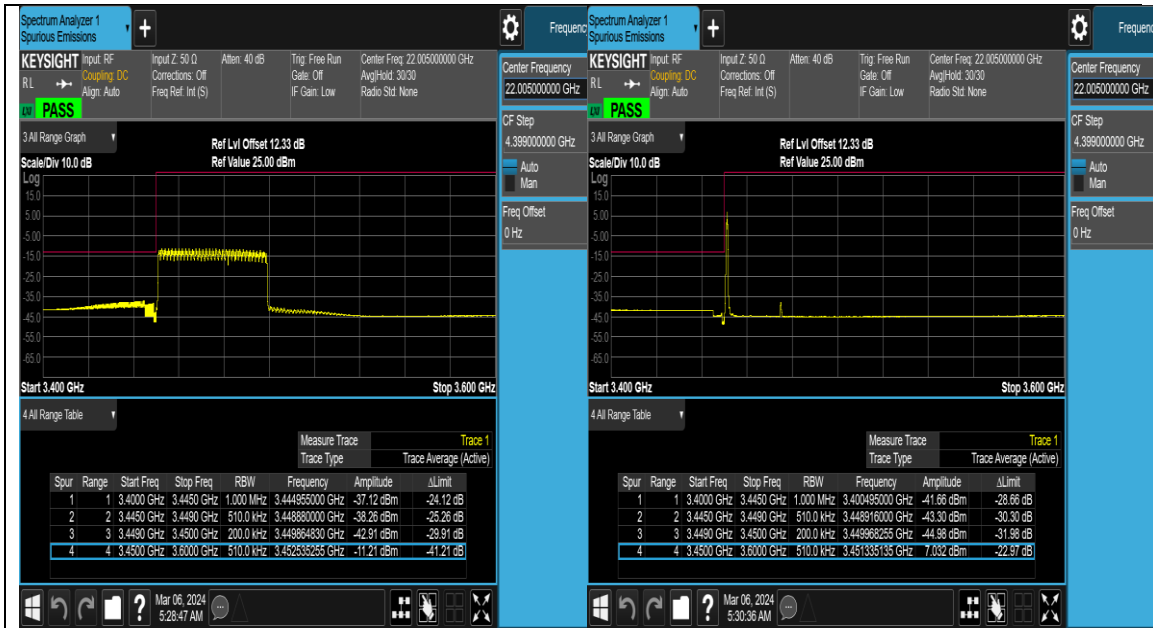 Spectrum Analyzer 1
Spurious Emissions
+
Frequenc
KEYSIGHT
Input: RF
Coupling: DC
Align: Auto
Input Z: 50 Ω
Corrections: Off
Freq Ref: Int (S)
Atten: 40 dB
Trig: Free Run
Gate: Off
IF Gain: Low
Center Freq: 22.005000000 GHz
Avg|Hold: 30/30
Radio Std: None
RL
LW PASS
Center Frequency
22.005000000 GHz
CF Step
4.399000000 GHz
Auto
Man
Freq Offset
0 Hz
3 All Range Graph
Ref Lvl Offset 12.33 dB
Scale/Div 10.0 dB
Ref Value 25.00 dBm
Log
15.0
5.00
-5.00
-15.0
-25.0
-35.0
-45.0
-55.0
-65.0
Start 3.400 GHz
Stop 3.600 GHz
4 All Range Table
Measure Trace Trace 1
Trace Type Trace Average (Active)
Spur Range Start Freq Stop Freq RBW Frequency Amplitude ΔLimit
1 1 3.4000 GHz 3.4450 GHz 1.000 MHz 3.444955000 GHz -37.12 dBm -24.12 dB
2 2 3.4450 GHz 3.4490 GHz 510.0 kHz 3.448880000 GHz -38.26 dBm -25.26 dB
3 3 3.4490 GHz 3.4500 GHz 200.0 kHz 3.449864830 GHz -42.91 dBm -29.91 dB
4 4 3.4500 GHz 3.6000 GHz 510.0 kHz 3.452535255 GHz -11.21 dBm -41.21 dB
?
Mar 06, 2024
5:28:47 AM
Spectrum Analyzer 1
Spurious Emissions
+
Frequenc
KEYSIGHT
Input: RF
Coupling: DC
Align: Auto
Input Z: 50 Ω
Corrections: Off
Freq Ref: Int (S)
Atten: 40 dB
Trig: Free Run
Gate: Off
IF Gain: Low
Center Freq: 22.005000000 GHz
Avg|Hold: 30/30
Radio Std: None
RL
LW PASS
Center Frequency
22.005000000 GHz
CF Step
4.399000000 GHz
Auto
Man
Freq Offset
0 Hz
3 All Range Graph
Ref Lvl Offset 12.33 dB
Scale/Div 10.0 dB
Ref Value 25.00 dBm
Log
15.0
5.00
-5.00
-15.0
-25.0
-35.0
-45.0
-55.0
-65.0
Start 3.400 GHz
Stop 3.600 GHz
4 All Range Table
Measure Trace Trace 1
Trace Type Trace Average (Active)
Spur Range Start Freq Stop Freq RBW Frequency Amplitude ΔLimit
1 1 3.4000 GHz 3.4450 GHz 1.000 MHz 3.400495000 GHz -41.66 dBm -28.66 dB
2 2 3.4450 GHz 3.4490 GHz 510.0 kHz 3.448916000 GHz -43.30 dBm -30.30 dB
3 3 3.4490 GHz 3.4500 GHz 200.0 kHz 3.449968255 GHz -44.98 dBm -31.98 dB
4 4 3.4500 GHz 3.6000 GHz 510.0 kHz 3.451335135 GHz 7.032 dBm -22.97 dB
?
Mar 06, 2024
5:30:36 AM